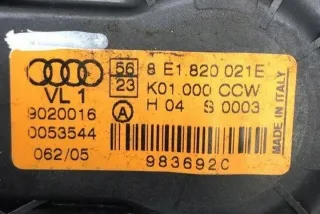 56 8 E1.820 021E
23 K01.000 CCW
VL 1 H 04 S 0003
9020016 A
0053544
062/05 983692C
MADE IN ITALY